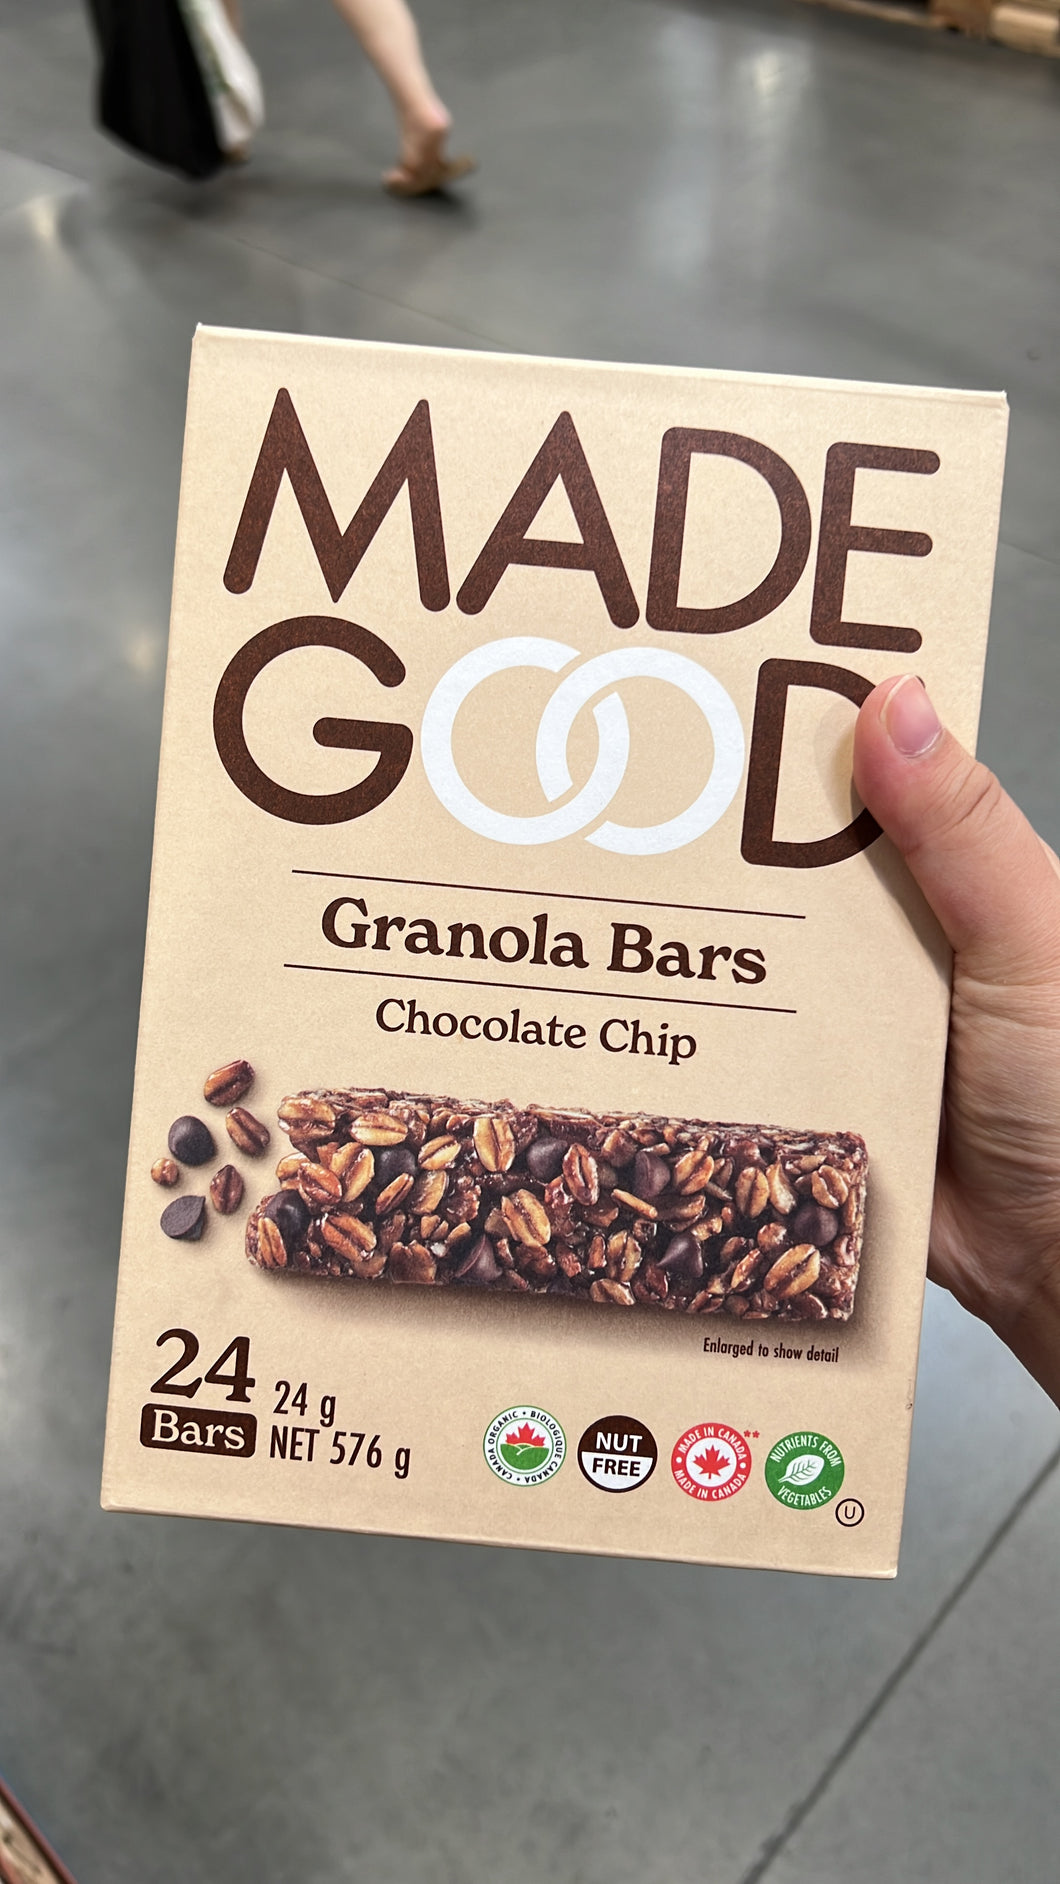 MADE
GOOD
Granola Bars
Chocolate Chip
Enlarged to show detail
24
Bars
24 g
NET 576 g
CANADA ORGANIC • BIOLOGIQUE CANADA •
NUT
FREE
MADE IN CANADA • MADE IN CANADA •
**
NUTRIENTS FROM
VEGETABLES
U